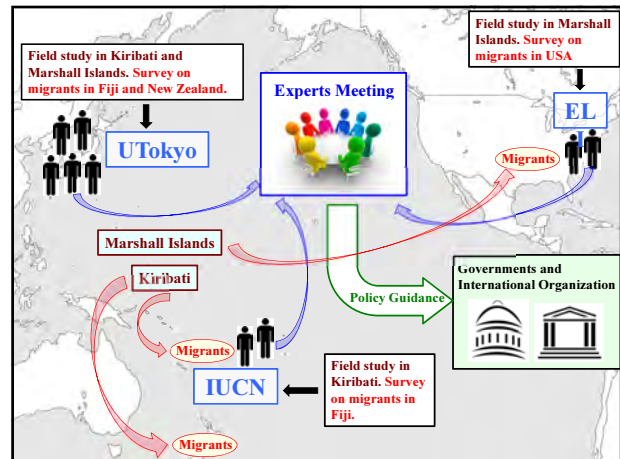 Field study in Kiribati and
Marshall Islands. Survey on
migrants in Fiji and New Zealand.
UTokyo
Experts Meeting
Field study in Marshall
Islands. Survey on
migrants in USA
EL
I
Migrants
Marshall Islands
Kiribati
Migrants
IUCN
Field study in
Kiribati. Survey
on migrants in
Fiji.
Migrants
Policy Guidance
Governments and
International Organization